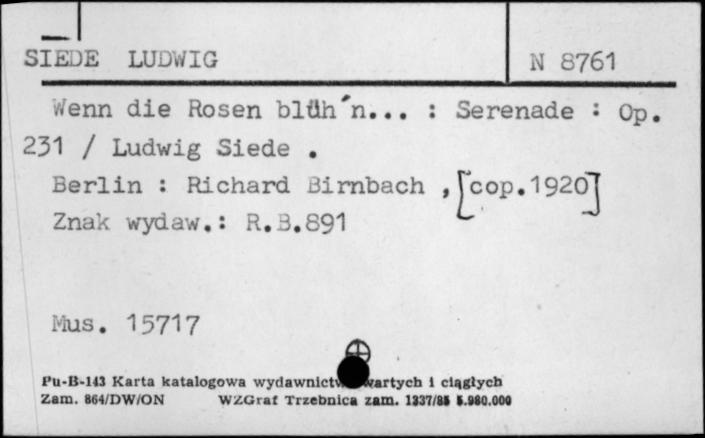 SIEDE LUDWIG
N 8761
Wenn die Rosen blüh´n... : Serenade : Op.
231 / Ludwig Siede .
Berlin : Richard Birnbach ,[cop.1920]
Znak wydaw.: R.B.891
Mus. 15717
Pu-B-143 Karta katalogowa i ciągłych
Zam. 864/DW/ON WZGraf Trzebnica zam. 1337/85 5.980.000